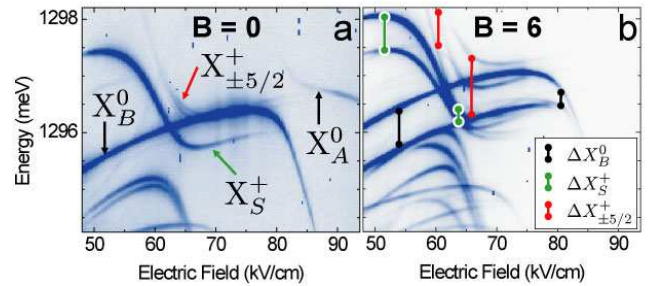 B = 0
a
B = 6
b
1298
1296
1294
Energy (meV)
X⁺±5/2
X⁰B
X⁰A
X⁺S
ΔX⁰B
ΔX⁺S
ΔX⁺±5/2
50 60 70 80 90
50 60 70 80 90
Electric Field (kV/cm)
Electric Field (kV/cm)